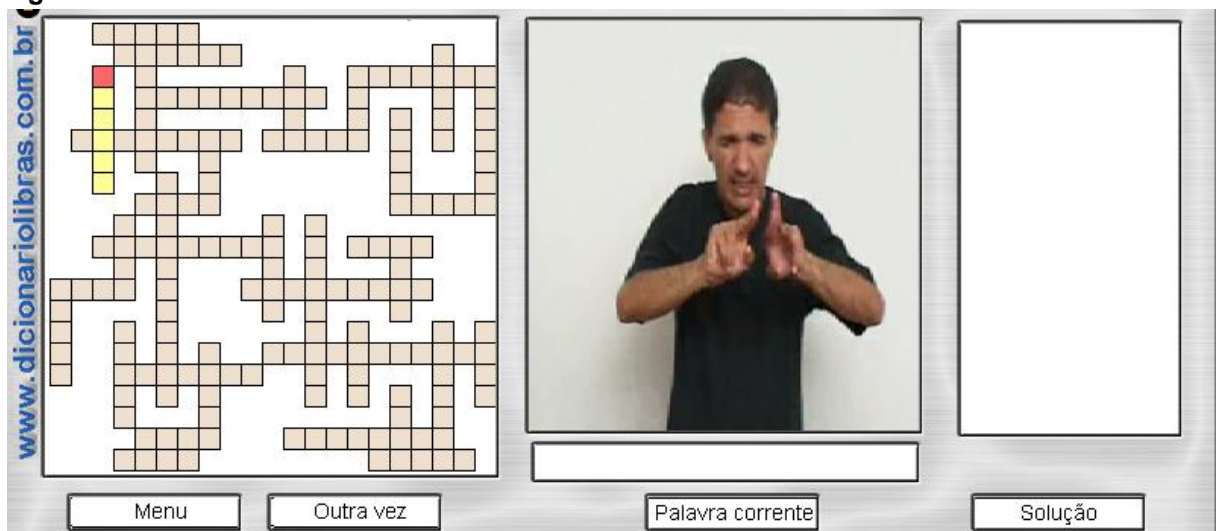 www.dicionariolibras.com.br
Menu
Outra vez
Palavra corrente
Solução